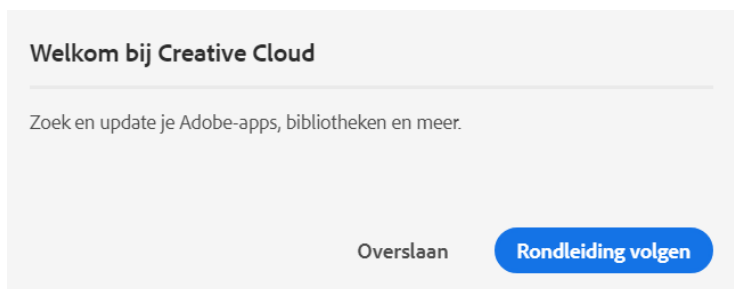 Welkom bij Creative Cloud
Zoek en update je Adobe-apps, bibliotheken en meer.
Overslaan Rondleiding volgen